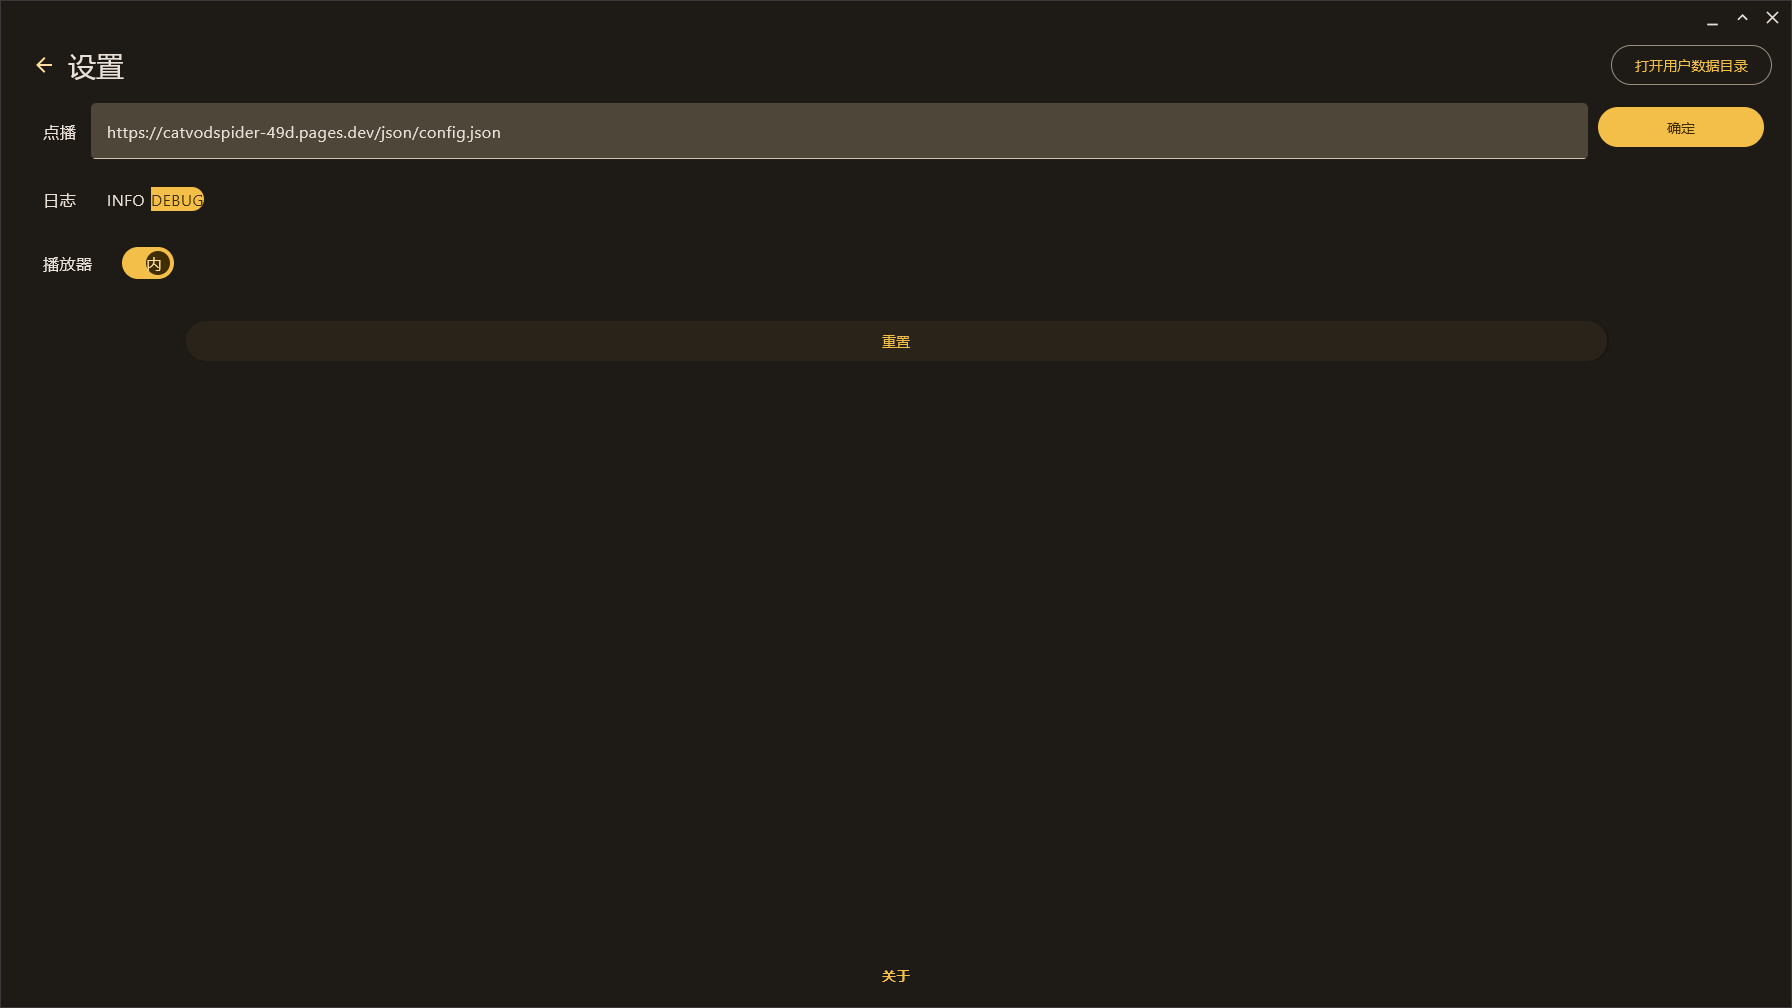 设置
打开用户数据目录
点播 https://catvodspider-49d.pages.dev/json/config.json 确定
日志 INFO DEBUG
播放器 内
重置
关于